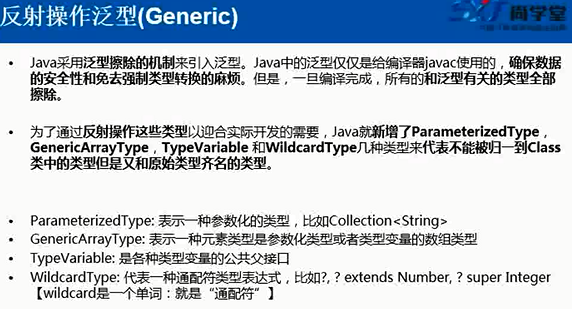 反射操作泛型(Generic)
尚学堂
• Java采用泛型擦除的机制来引入泛型。Java中的泛型仅仅是给编译器javac使用的，确保数据
的安全性和免去强制类型转换的麻烦。但是，一旦编译完成，所有的和泛型有关的类型全部
擦除。
• 为了通过反射操作这些类型以迎合实际开发的需要，Java就新增了ParameterizedType，
GenericArrayType，TypeVariable 和WildcardType几种类型来代表不能被归一到Class
类中的类型但是又和原始类型齐名的类型。
• ParameterizedType: 表示一种参数化的类型，比如Collection<String>
• GenericArrayType: 表示一种元素类型是参数化类型或者类型变量的数组类型
• TypeVariable: 是各种类型变量的公共父接口
• WildcardType: 代表一种通配符类型表达式，比如?, ? extends Number, ? super Integer
【wildcard是一个单词：就是“通配符”】